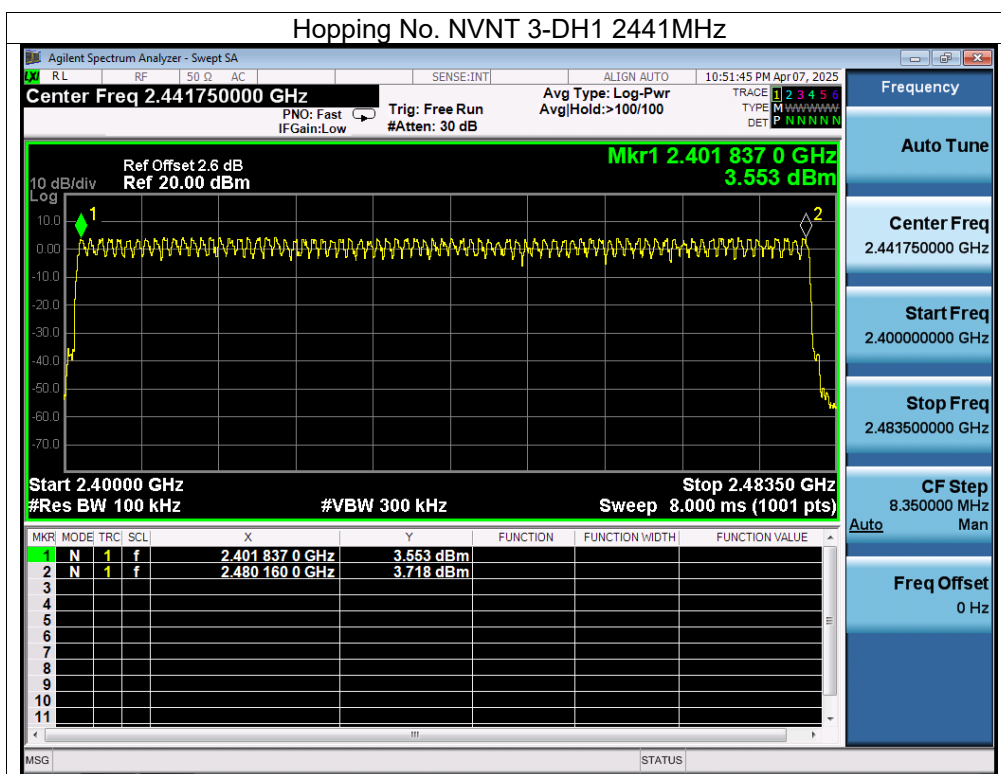 Hopping No. NVNT 3-DH1 2441MHz
Agilent Spectrum Analyzer - Swept SA
LXI RL RF 50 Ω AC SENSE:INT ALIGN AUTO 10:51:45 PM Apr 07, 2025
Center Freq 2.441750000 GHz
PNO: Fast
IFGain:Low
Trig: Free Run
#Atten: 30 dB
Avg Type: Log-Pwr
Avg|Hold:>100/100
TRACE 1 2 3 4 5 6
TYPE M WWWWW
DET P N N N N N
Ref Offset 2.6 dB
10 dB/div Ref 20.00 dBm
Log
Mkr1 2.401 837 0 GHz
3.553 dBm
1
2
10.0
0.00
-10.0
-20.0
-30.0
-40.0
-50.0
-60.0
-70.0
Start 2.40000 GHz Stop 2.48350 GHz
#Res BW 100 kHz #VBW 300 kHz Sweep 8.000 ms (1001 pts)
MKR MODE TRC SCL X Y FUNCTION FUNCTION WIDTH FUNCTION VALUE
1 N 1 f 2.401 837 0 GHz 3.553 dBm
2 N 1 f 2.480 160 0 GHz 3.718 dBm
3
4
5
6
7
8
9
10
11
MSG STATUS
Frequency
Auto Tune
Center Freq
2.441750000 GHz
Start Freq
2.400000000 GHz
Stop Freq
2.483500000 GHz
CF Step
8.350000 MHz
Auto Man
Freq Offset
0 Hz